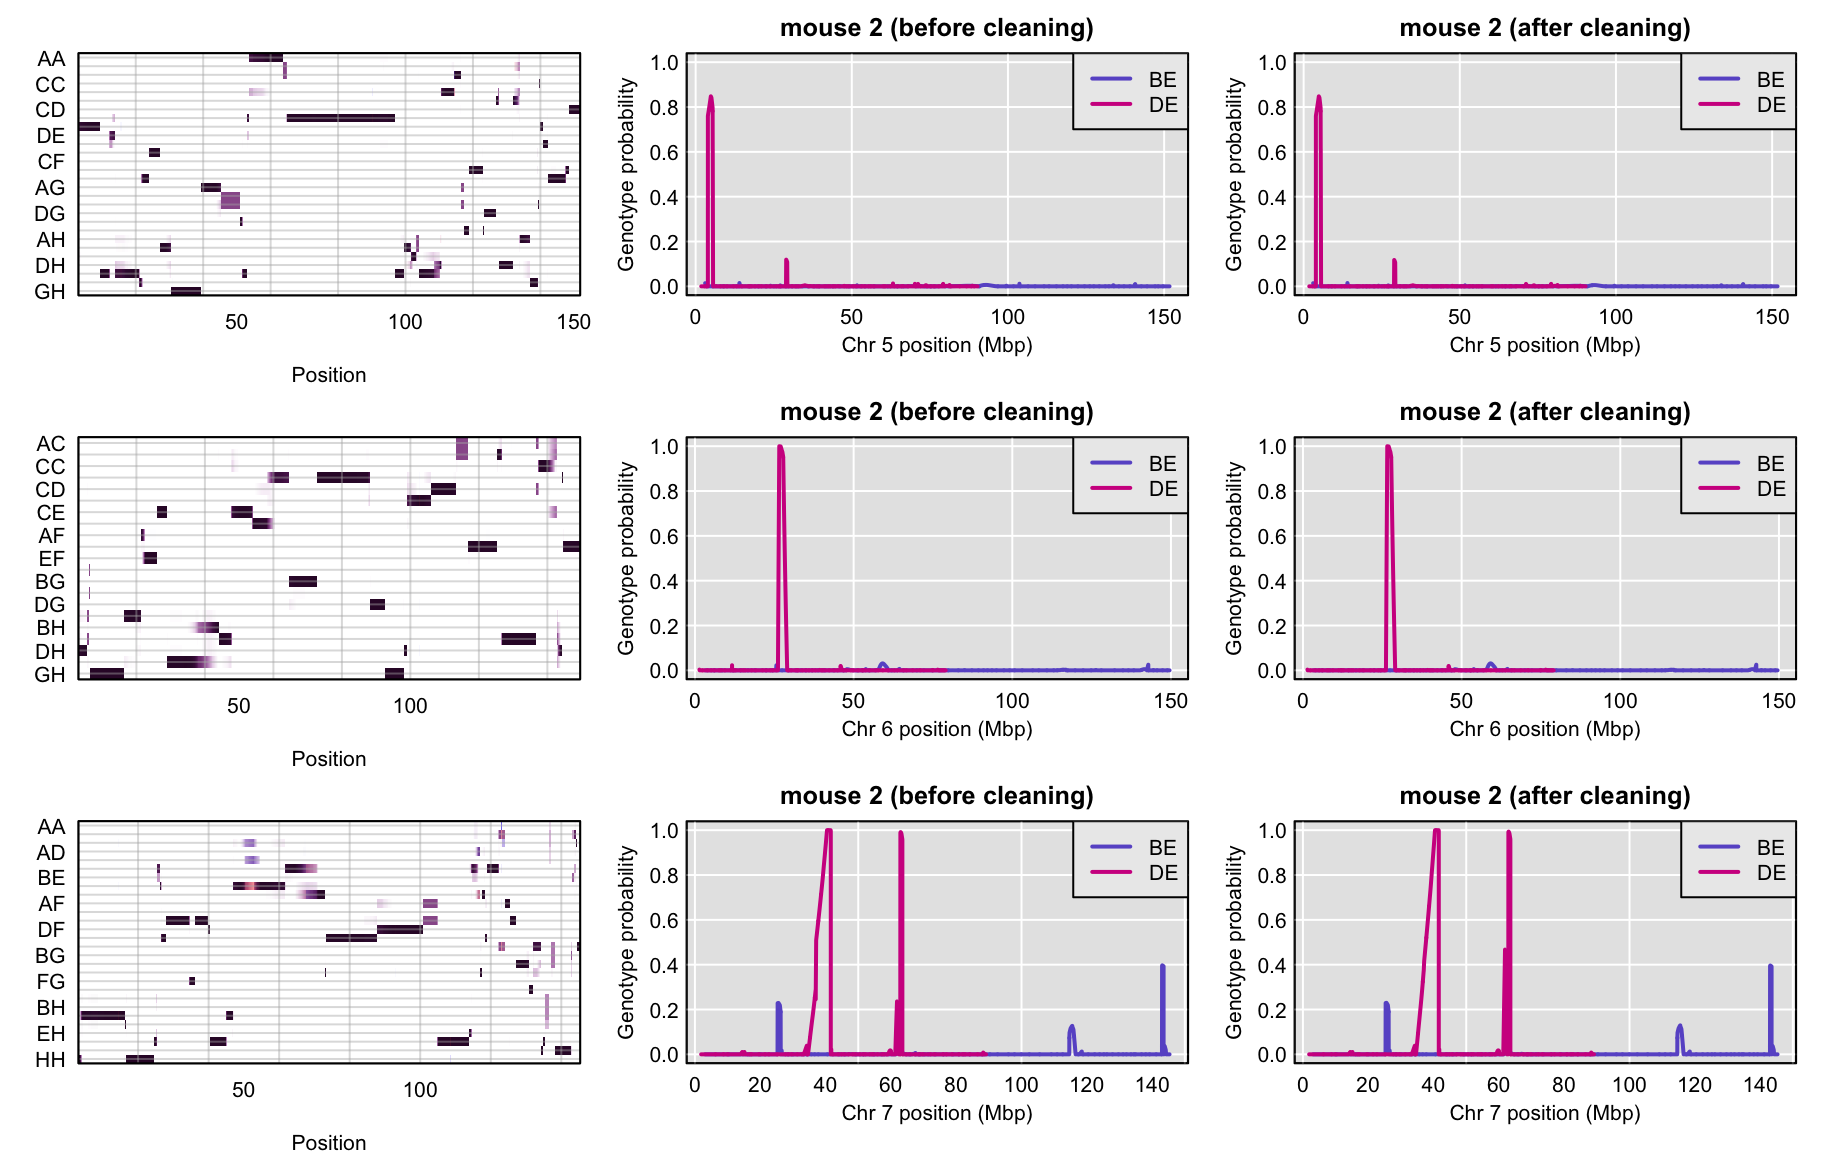 mouse 2 (before cleaning)
mouse 2 (after cleaning)
AA
CC
CD
DE
CF
AG
DG
AH
DH
GH
50
100
150
Position
Genotype probability
1.0
0.8
0.6
0.4
0.2
0.0
BE
DE
0
50
100
150
Chr 5 position (Mbp)
Genotype probability
1.0
0.8
0.6
0.4
0.2
0.0
BE
DE
0
50
100
150
Chr 5 position (Mbp)
mouse 2 (before cleaning)
mouse 2 (after cleaning)
AC
CC
CD
CE
AF
EF
BG
DG
BH
DH
GH
50
100
Position
Genotype probability
1.0
0.8
0.6
0.4
0.2
0.0
BE
DE
0
50
100
150
Chr 6 position (Mbp)
Genotype probability
1.0
0.8
0.6
0.4
0.2
0.0
BE
DE
0
50
100
150
Chr 6 position (Mbp)
mouse 2 (before cleaning)
mouse 2 (after cleaning)
AA
AD
BE
AF
DF
BG
FG
BH
EH
HH
50
100
Position
Genotype probability
1.0
0.8
0.6
0.4
0.2
0.0
BE
DE
0
20
40
60
80
100
120
140
Chr 7 position (Mbp)
Genotype probability
1.0
0.8
0.6
0.4
0.2
0.0
BE
DE
0
20
40
60
80
100
120
140
Chr 7 position (Mbp)